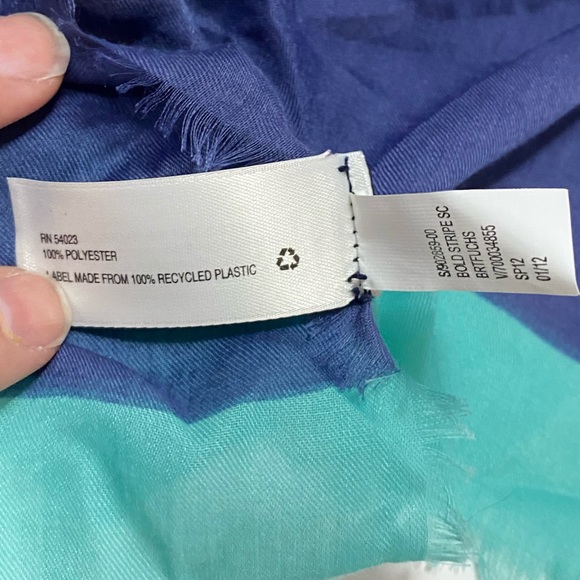 RN 54023
100% POLYESTER
LABEL MADE FROM 100% RECYCLED PLASTIC
S/902859-00
BOLD STRIPE SC
BRTFUCHS
V/700034855
SP12
01/12